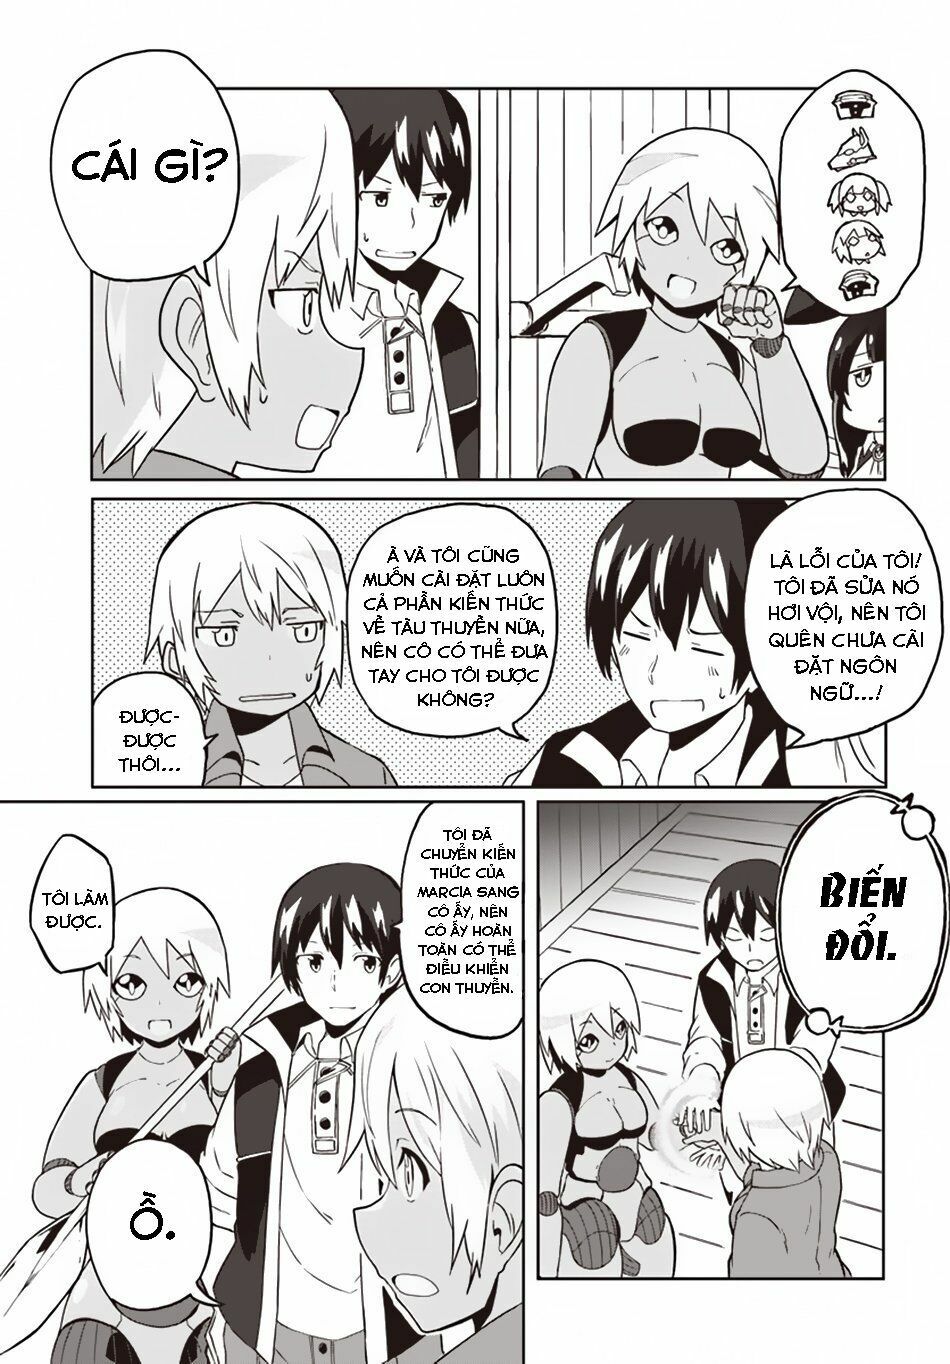 CÁI GÌ?
LÀ LỖI CỦA TÔI!
TÔI ĐÃ SỬA NÓ
HƠI VỘI, NÊN TÔI
QUÊN CHƯA CÀI
ĐẶT NGÔN
NGỮ...!
À VÀ TÔI CŨNG
MUỐN CÀI ĐẶT LUÔN
CẢ PHẦN KIẾN THỨC
VỀ TÀU THUYỀN NỮA,
NÊN CÔ CÓ THỂ ĐƯA
TAY CHO TÔI ĐƯỢC
KHÔNG?
ĐƯỢC-
ĐƯỢC
THÔI...
BIẾN
ĐỔI.
TÔI ĐÃ
CHUYỂN KIẾN
THỨC CỦA
MARCIA SANG
CÔ ẤY, NÊN
CÔ ẤY HOÀN
TOÀN CÓ THỂ
ĐIỀU KHIỂN
CON THUYỀN.
TÔI LÀM
ĐƯỢC.
Ồ.